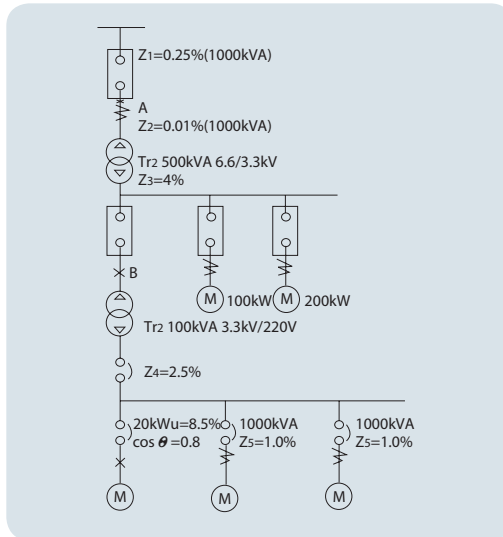 Z1=0.25%(1000kVA)
A
Z2=0.01%(1000kVA)
Tr2 500kVA 6.6/3.3kV
Z3=4%
B
M 100kW M 200kW
Tr2 100kVA 3.3kV/220V
Z4=2.5%
20kWu=8.5% 1000kVA 1000kVA
cos θ =0.8 Z5=1.0% Z5=1.0%
M M M